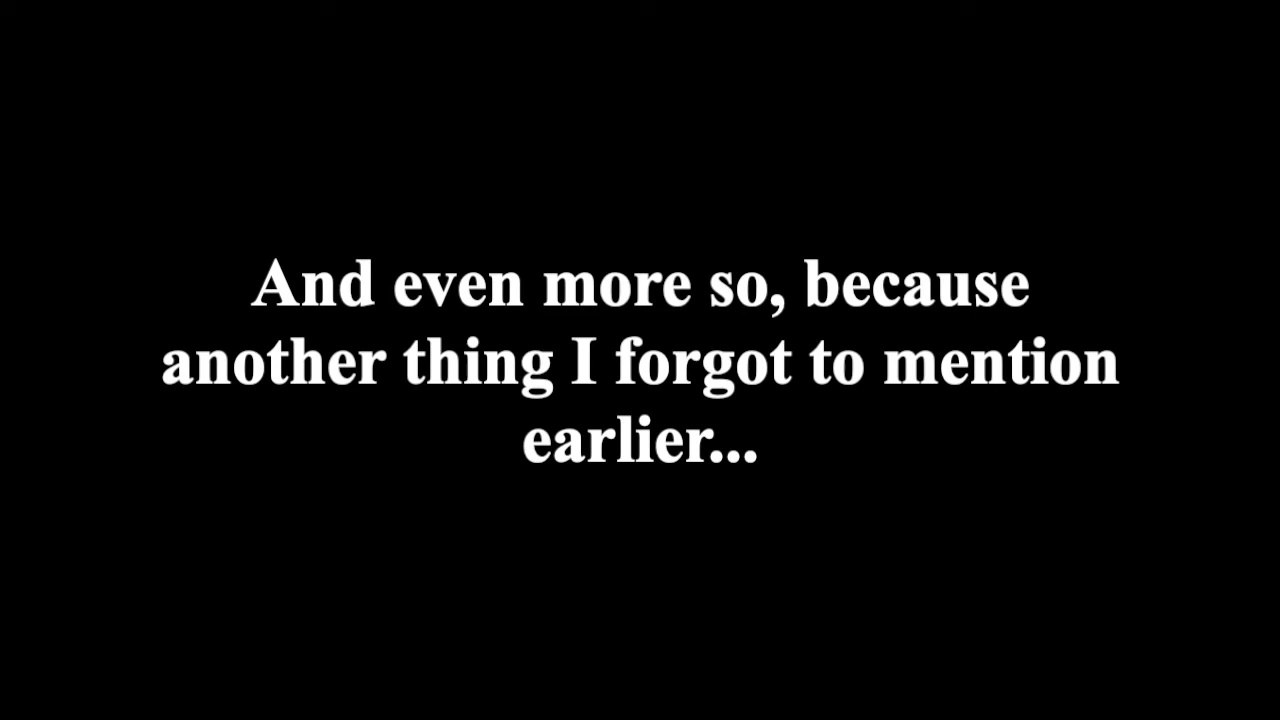 And even more so, because
another thing I forgot to mention
earlier...